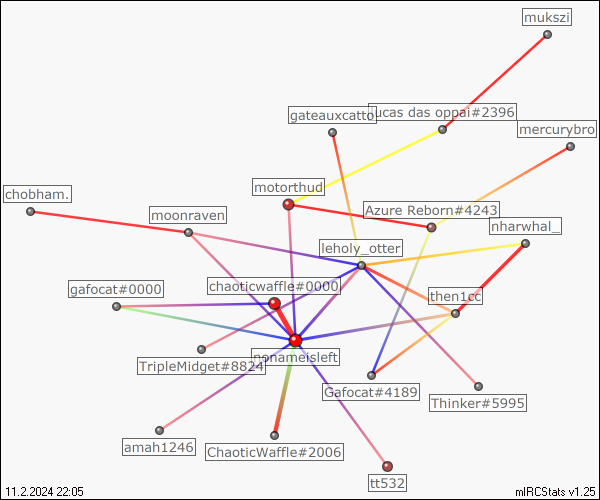 mukszi
gateauxcatto
ucas das oppai#2396
mercurybro
motorthud
chobham.
moonraven
Azure Reborn#4243
nharwhal_
leholy_otter
gafocat#0000
chaoticwaffle#0000
then1cc
nonameisleft
TripleMidget#8824
Gafocat#4189
Thinker#5995
amah1246
ChaoticWaffle#2006
tt532
11.2.2024 22:05
mIRCStats v1.25